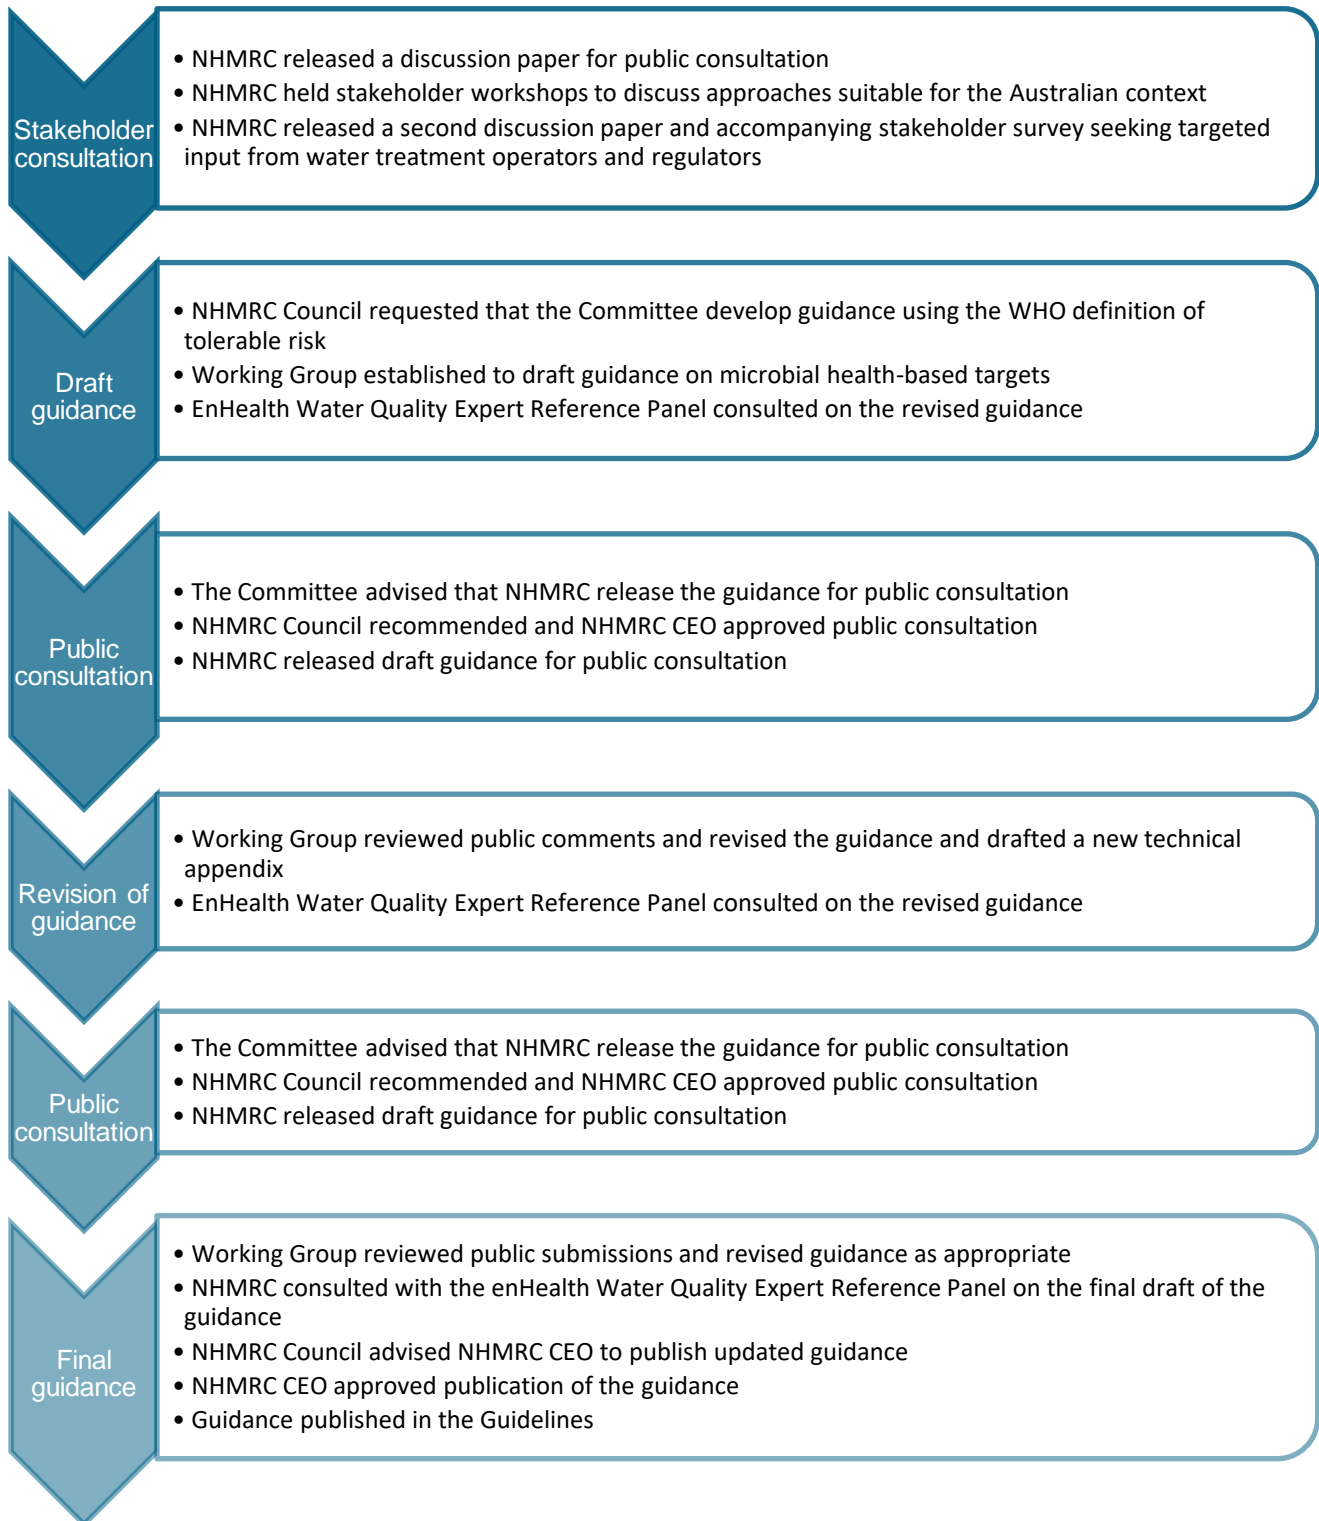 Stakeholder
consultation
• NHMRC released a discussion paper for public consultation
• NHMRC held stakeholder workshops to discuss approaches suitable for the Australian context
• NHMRC released a second discussion paper and accompanying stakeholder survey seeking targeted
input from water treatment operators and regulators
Draft
guidance
• NHMRC Council requested that the Committee develop guidance using the WHO definition of
tolerable risk
• Working Group established to draft guidance on microbial health-based targets
• EnHealth Water Quality Expert Reference Panel consulted on the revised guidance
Public
consultation
• The Committee advised that NHMRC release the guidance for public consultation
• NHMRC Council recommended and NHMRC CEO approved public consultation
• NHMRC released draft guidance for public consultation
Revision of
guidance
• Working Group reviewed public comments and revised the guidance and drafted a new technical
appendix
• EnHealth Water Quality Expert Reference Panel consulted on the revised guidance
Public
consultation
• The Committee advised that NHMRC release the guidance for public consultation
• NHMRC Council recommended and NHMRC CEO approved public consultation
• NHMRC released draft guidance for public consultation
Final
guidance
• Working Group reviewed public submissions and revised guidance as appropriate
• NHMRC consulted with the enHealth Water Quality Expert Reference Panel on the final draft of the
guidance
• NHMRC Council advised NHMRC CEO to publish updated guidance
• NHMRC CEO approved publication of the guidance
• Guidance published in the Guidelines